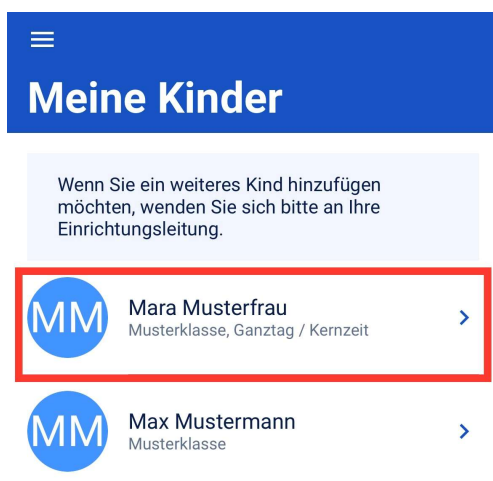 Meine Kinder
Wenn Sie ein weiteres Kind hinzufügen
möchten, wenden Sie sich bitte an Ihre
Einrichtungsleitung.
MM
Mara Musterfrau
Musterklasse, Ganztag / Kernzeit
MM
Max Mustermann
Musterklasse